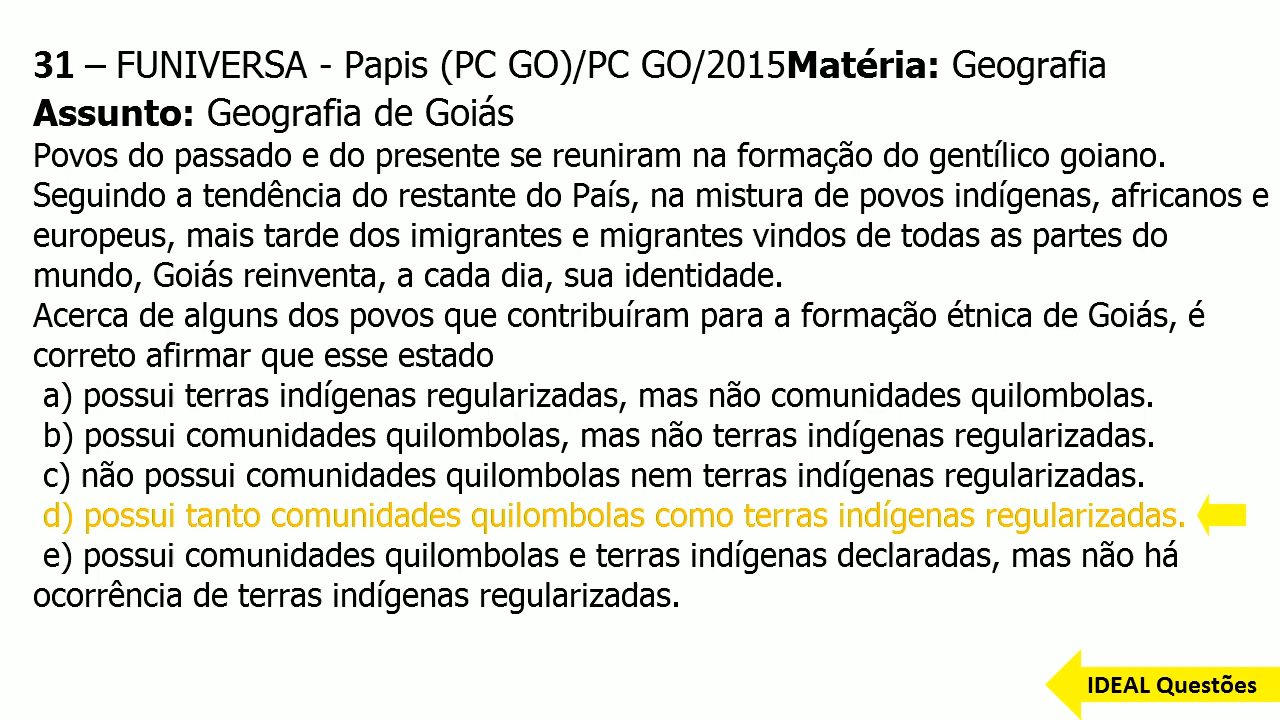 31 – FUNIVERSA - Papis (PC GO)/PC GO/2015Matéria: Geografia
Assunto: Geografia de Goiás
Povos do passado e do presente se reuniram na formação do gentílico goiano.
Seguindo a tendência do restante do País, na mistura de povos indígenas, africanos e
europeus, mais tarde dos imigrantes e migrantes vindos de todas as partes do
mundo, Goiás reinventa, a cada dia, sua identidade.
Acerca de alguns dos povos que contribuíram para a formação étnica de Goiás, é
correto afirmar que esse estado
a) possui terras indígenas regularizadas, mas não comunidades quilombolas.
b) possui comunidades quilombolas, mas não terras indígenas regularizadas.
c) não possui comunidades quilombolas nem terras indígenas regularizadas.
d) possui tanto comunidades quilombolas como terras indígenas regularizadas.
e) possui comunidades quilombolas e terras indígenas declaradas, mas não há
ocorrência de terras indígenas regularizadas.
IDEAL Questões